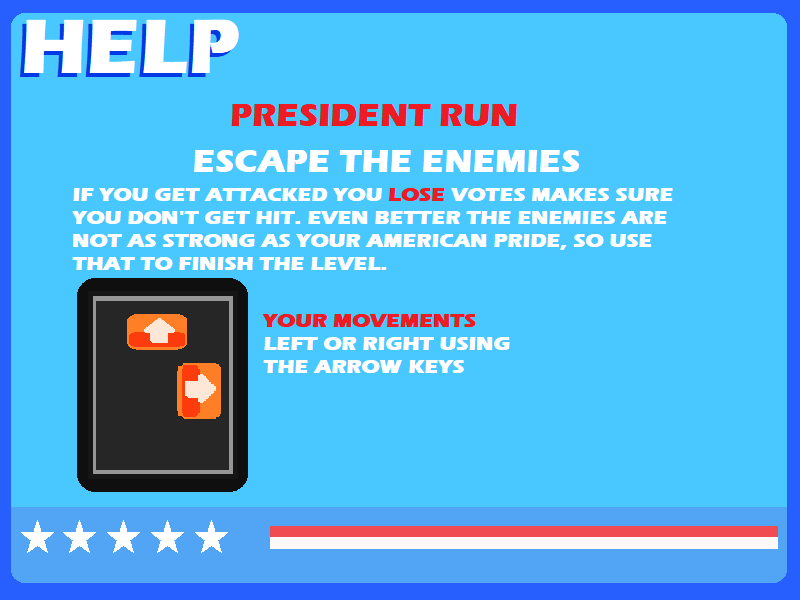 HELP
PRESIDENT RUN
ESCAPE THE ENEMIES
IF YOU GET ATTACKED YOU LOSE VOTES MAKES SURE
YOU DON'T GET HIT. EVEN BETTER THE ENEMIES ARE
NOT AS STRONG AS YOUR AMERICAN PRIDE, SO USE
THAT TO FINISH THE LEVEL.
YOUR MOVEMENTS
LEFT OR RIGHT USING
THE ARROW KEYS